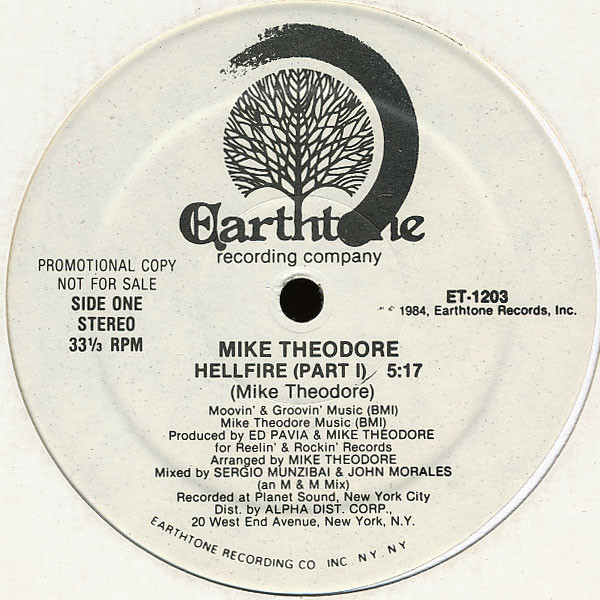 Earthtone
recording company
PROMOTIONAL COPY
NOT FOR SALE
SIDE ONE
STEREO
33⅓ RPM
ET-1203
℗ © 1984, Earthtone Records, Inc.
MIKE THEODORE
HELLFIRE (PART I) 5:17
(Mike Theodore)
Moovin' & Groovin' Music (BMI)
Mike Theodore Music (BMI)
Produced by ED PAVIA & MIKE THEODORE
for Reelin' & Rockin' Records
Arranged by MIKE THEODORE
Mixed by SERGIO MUNZIBAI & JOHN MORALES
(an M & M Mix)
Recorded at Planet Sound, New York City
Dist. by ALPHA DIST. CORP.,
20 West End Avenue, New York, N.Y.
EARTHTONE RECORDING CO INC N.Y. NY